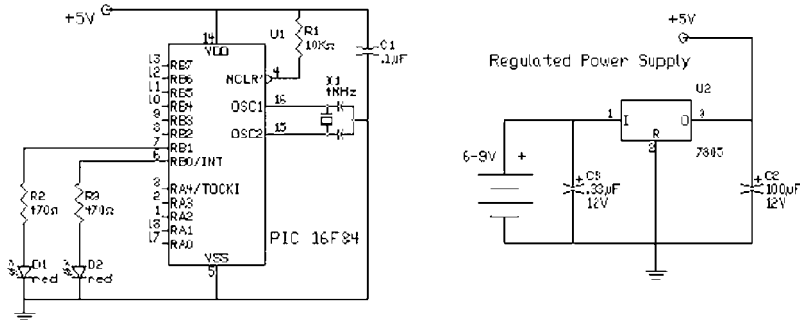 +5V
14
VDD
U1
R1
10KΩ
C1
.1µF
13 RB7
12 RB6
11 RB5
10 RB4
9 RB3
8 RB2
7 RB1
6 RB0/INT
3 RA4/TOCKI
2 RA3
1 RA2
18 RA1
17 RA0
4
MCLR'
X1
4MHz
OSC1 16
OSC2 15
R2
470Ω
R3
470Ω
D1
red
D2
red
VSS
5
PIC 16F84
+5V
Regulated Power Supply
U2
1 I
O 3
R
2
7805
6-9V +
+ C3
.33µF
12V
+ C2
100µF
12V